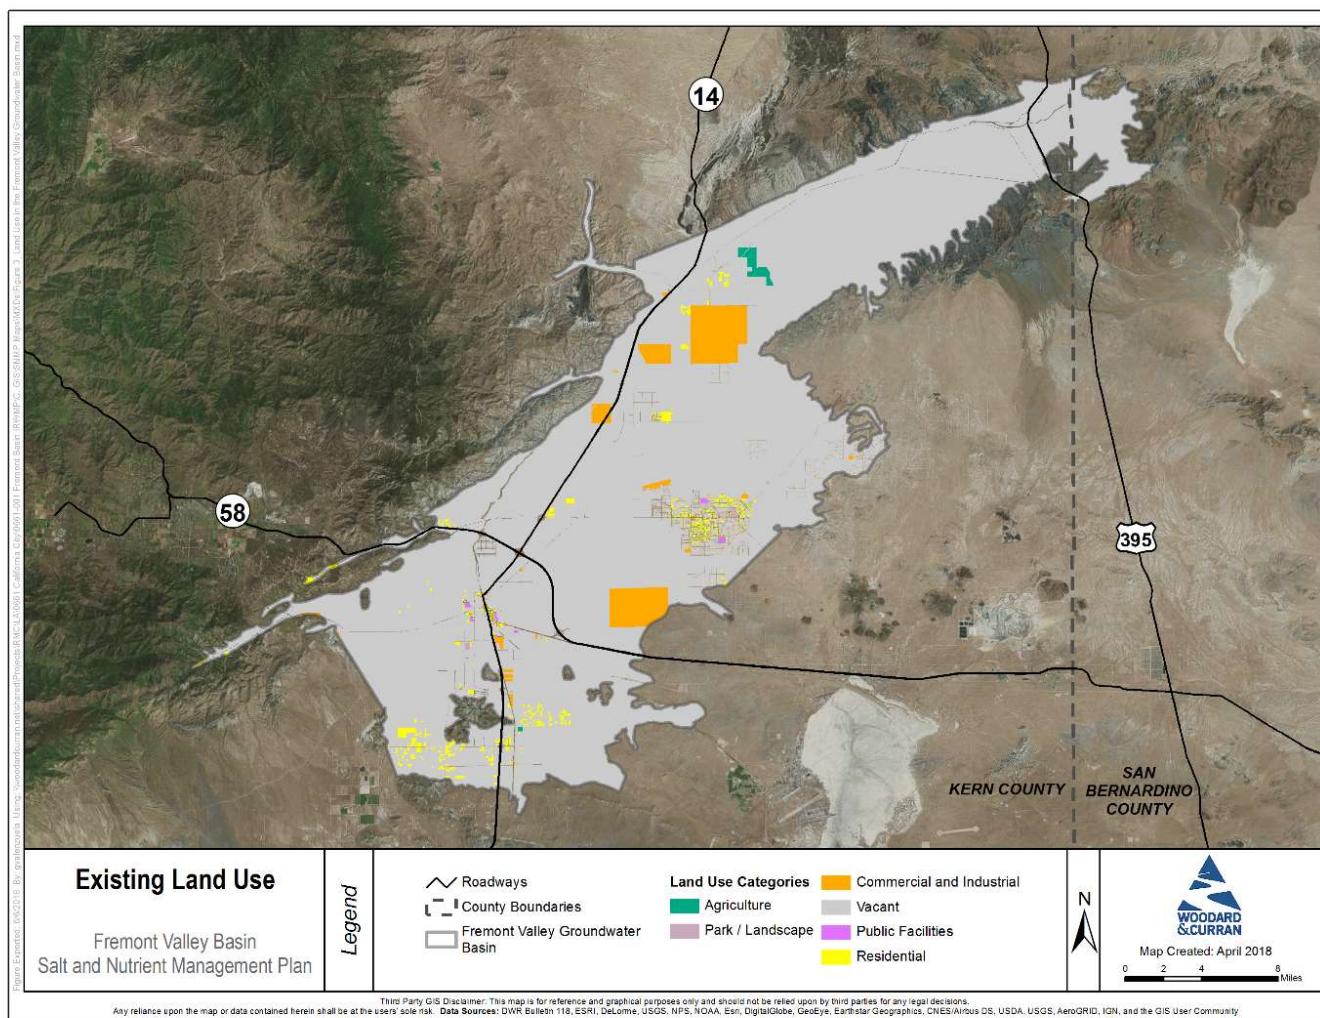 14
58
395
KERN COUNTY
SAN
BERNARDINO
COUNTY
Existing Land Use
Fremont Valley Basin
Salt and Nutrient Management Plan
Legend
Roadways
County Boundaries
Fremont Valley Groundwater
Basin
Land Use Categories
Agriculture
Park / Landscape
Commercial and Industrial
Vacant
Public Facilities
Residential
N
WOODARD
&CURRAN
Map Created: April 2018
0 2 4 8
Miles
Third Party GIS Disclaimer: This map is for reference and graphical purposes only and should not be relied upon by third parties for any legal decisions.
Any reliance upon the map or data contained herein shall be at the users' sole risk. Data Sources: DWR Bulletin 118, ESRI, DeLorme, USGS, NPS, NOAA, Esri, DigitalGlobe, GeoEye, Earthstar Geographics, CNES/Airbus DS, USDA, USGS, AeroGRID, IGN, and the GIS User Community